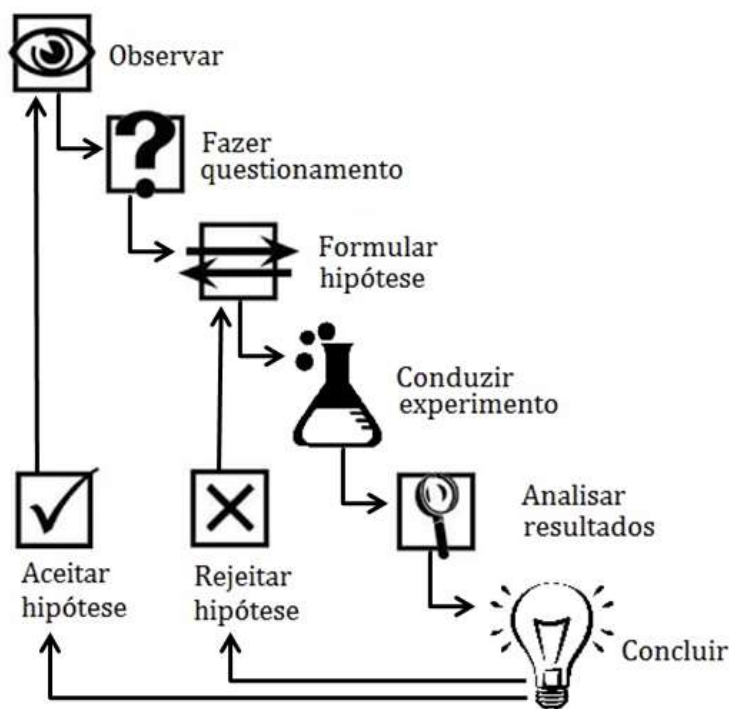 Observar
Fazer
questionamento
Formular
hipótese
Conduzir
experimento
Analisar
resultados
Aceitar
hipótese
Rejeitar
hipótese
Concluir